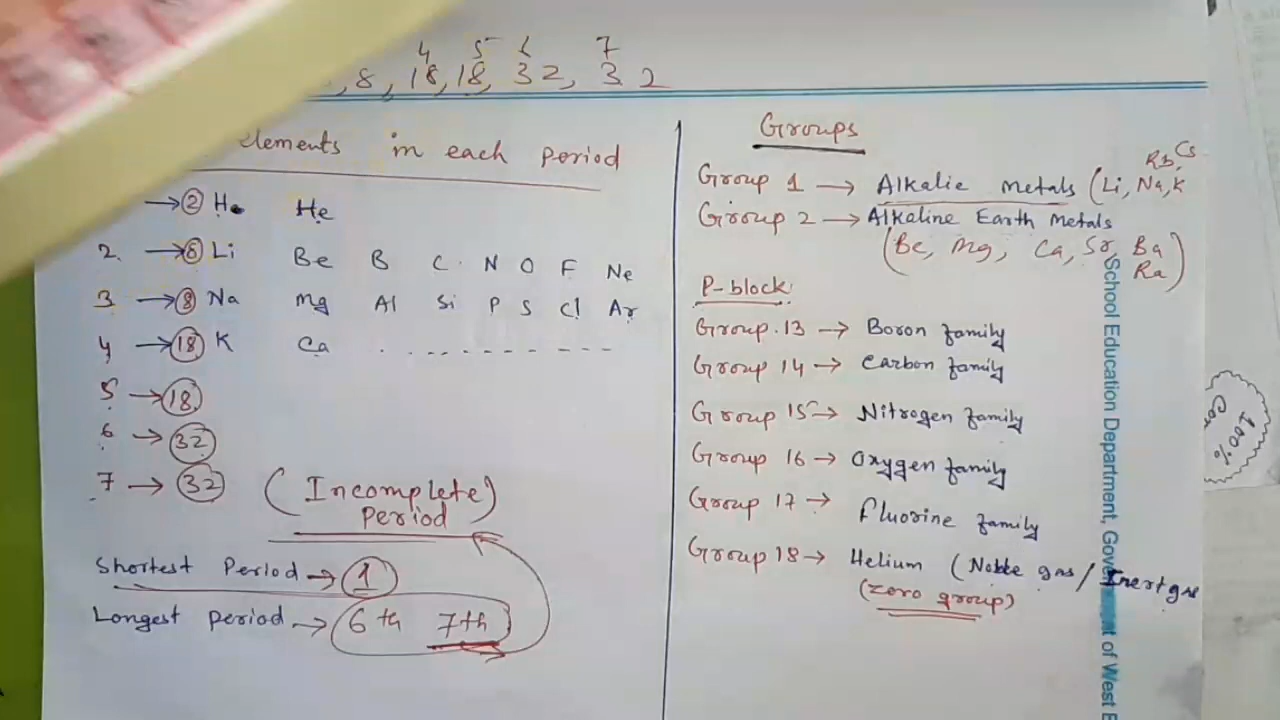 4 5 6 7
, 8, 18, 18, 32, 32
elements in each period
→ 2 He He
2 → 8 Li Be B C N O F Ne
3 → 8 Na Mg Al Si P S Cl Ar
4 → 18 K Ca . . . . . . . . . .
5 → 18
6 → 32
7 → 32 (Incomplete)
period
Shortest Period → 1
Longest period → 6th 7th
Groups
Rb Cs
Group 1 → Alkalie metals (Li, Na, K
Group 2 → Alkaline Earth Metals
(Be, Mg, Ca, Sr, Ba
Ra)
P-block
Group 13 → Boron family
Group 14 → Carbon family
Group 15 → Nitrogen family
Group 16 → Oxygen family
Group 17 → Fluorine family
Group 18 → Helium (Noble gas/Inert gas
(zero group)
School Education Department, Government of West B
100%